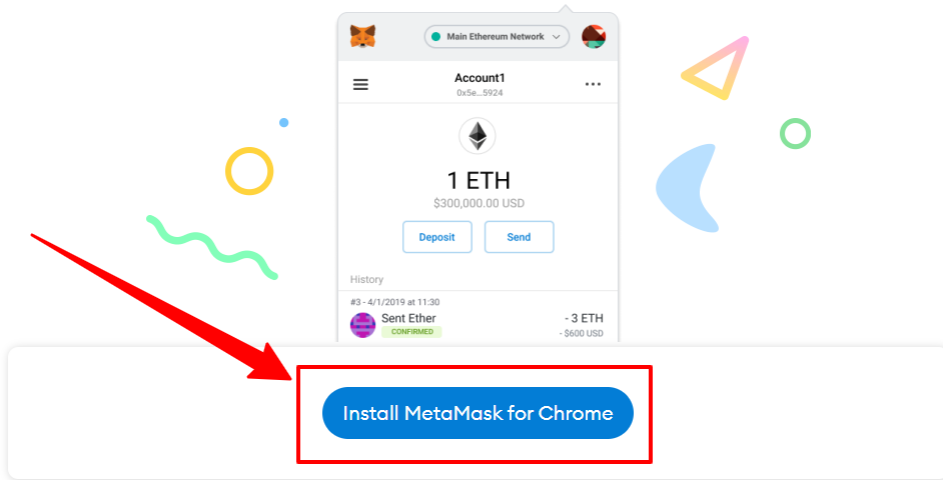 Main Ethereum Network
Account1
0x5e...5924
1 ETH
$300,000.00 USD
Deposit Send
History
#3 - 4/1/2019 at 11:30
Sent Ether - 3 ETH
CONFIRMED - $600 USD
Install MetaMask for Chrome